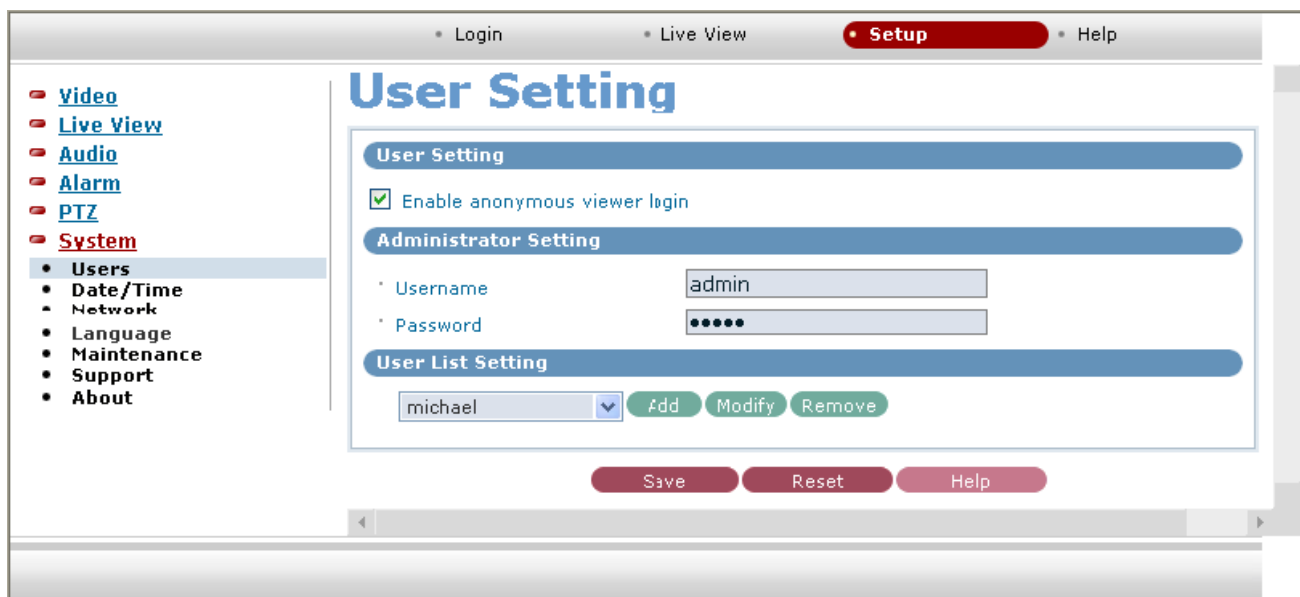 Login Live View Setup Help
User Setting
Video
Live View
Audio
Alarm
PTZ
System
Users
Date/Time
Network
Language
Maintenance
Support
About
User Setting
Enable anonymous viewer login
Administrator Setting
Username admin
Password •••••
User List Setting
michael Add Modify Remove
Save Reset Help